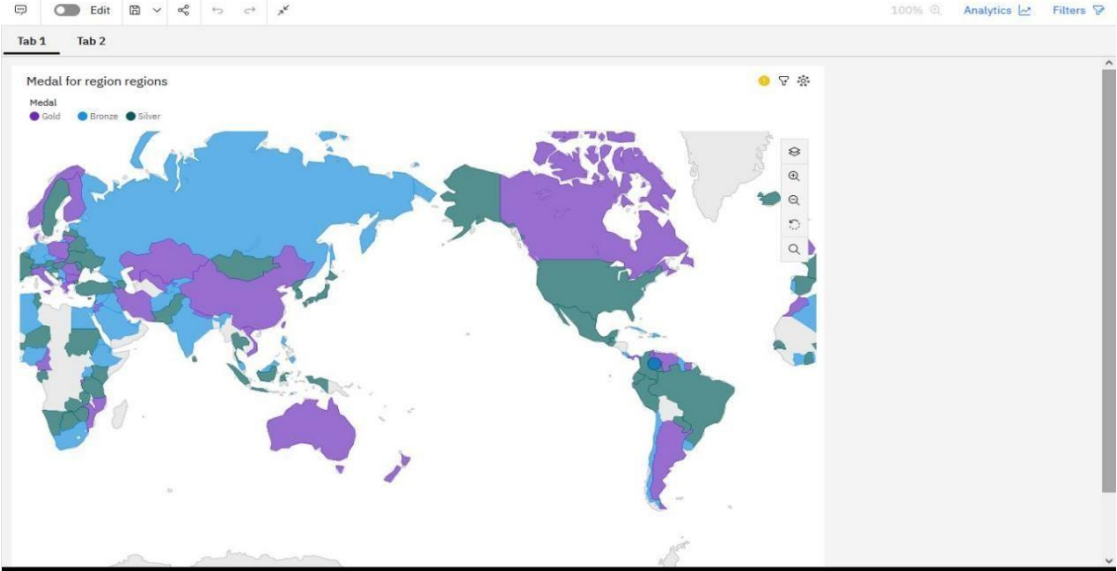 Edit
100%
Analytics
Filters
Tab 1 Tab 2
Medal for region regions
Medal
Gold Bronze Silver